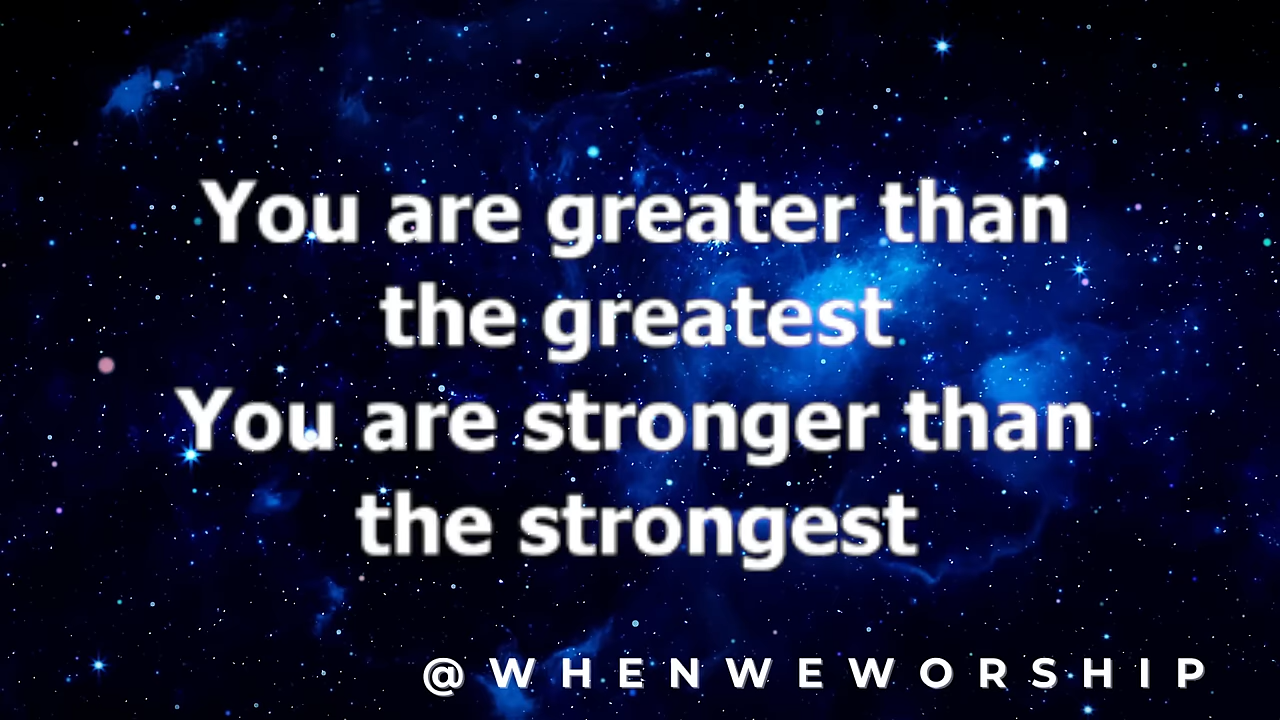 You are greater than
the greatest
You are stronger than
the strongest
@WHENWEWORSHIP